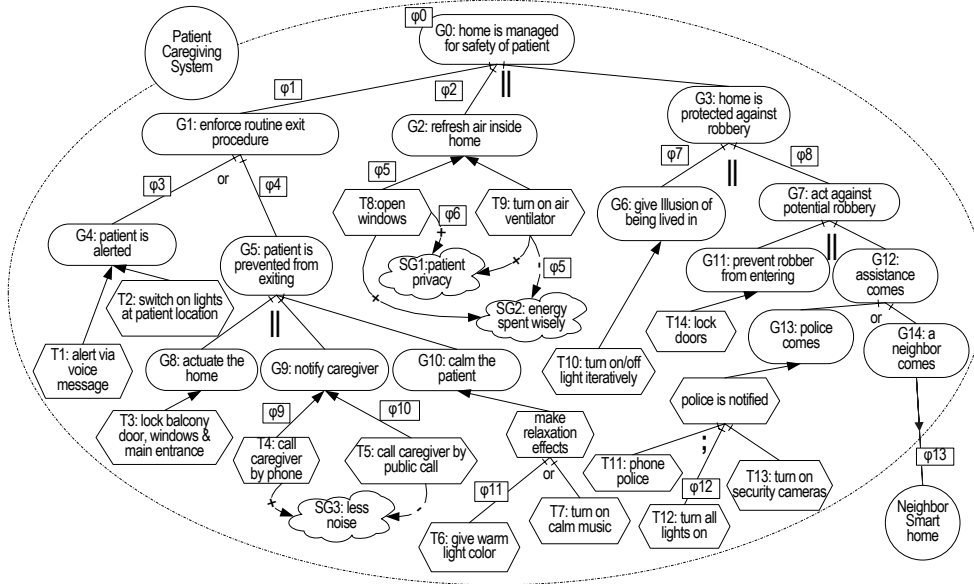 φ0
G0: home is managed
for safety of patient
Patient
Caregiving
System
φ1
φ2
||
G1: enforce routine exit
procedure
G2: refresh air inside
home
G3: home is
protected against
robbery
φ3
or
φ4
φ5
φ7
||
φ8
T8:open
windows
φ6
+
T9: turn on air
ventilator
G6: give Illusion of
being lived in
G7: act against
potential robbery
G4: patient is
alerted
G5: patient is
prevented from
exiting
SG1:patient
privacy
+
-
φ5
||
G11: prevent robber
from entering
G12:
assistance
comes
T2: switch on lights
at patient location
+
SG2: energy
spent wisely
T14: lock
doors
G13: police
comes
or
G14: a
neighbor
comes
T1: alert via
voice
message
||
G8: actuate the
home
G9: notify caregiver
G10: calm the
patient
T10: turn on/off
light iteratively
T3: lock balcony
door, windows &
main entrance
φ9
φ10
make
relaxation
effects
police is notified
T4: call
caregiver
by phone
T5: call caregiver by
public call
or
;
φ13
T11: phone
police
T13: turn on
security cameras
φ11
φ12
+
-
SG3: less
noise
T7: turn on
calm music
T12: turn all
lights on
T6: give warm
light color
Neighbor
Smart
home